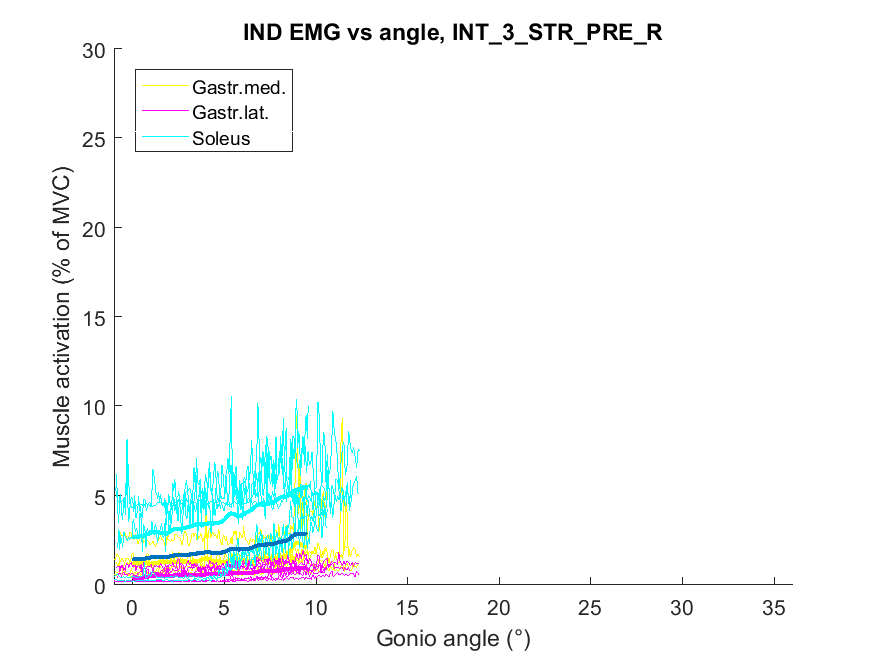 IND EMG vs angle, INT_3_STR_PRE_R
30
25
20
15
10
5
0
Muscle activation (% of MVC)
Gastr.med.
Gastr.lat.
Soleus
0 5 10 15 20 25 30 35
Gonio angle (°)